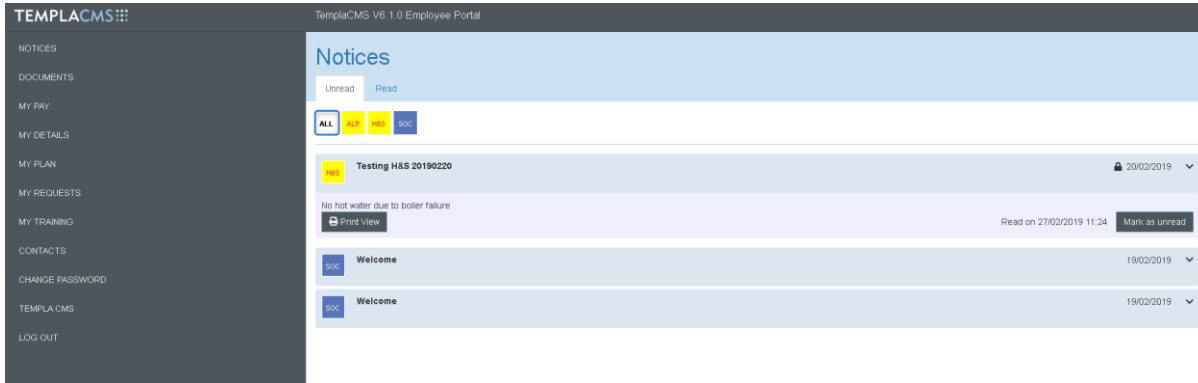 TEMPLACMS
TemplaCMS V6.1.0 Employee Portal
NOTICES
DOCUMENTS
MY PAY
MY DETAILS
MY PLAN
MY REQUESTS
MY TRAINING
CONTACTS
CHANGE PASSWORD
TEMPLA CMS
LOG OUT
Notices
Unread Read
ALL ALR H&S SOC
H&S Testing H&S 20190220 20/02/2019
No hot water due to boiler failure
Print View Read on 27/02/2019 11:24 Mark as unread
SOC Welcome 19/02/2019
SOC Welcome 19/02/2019